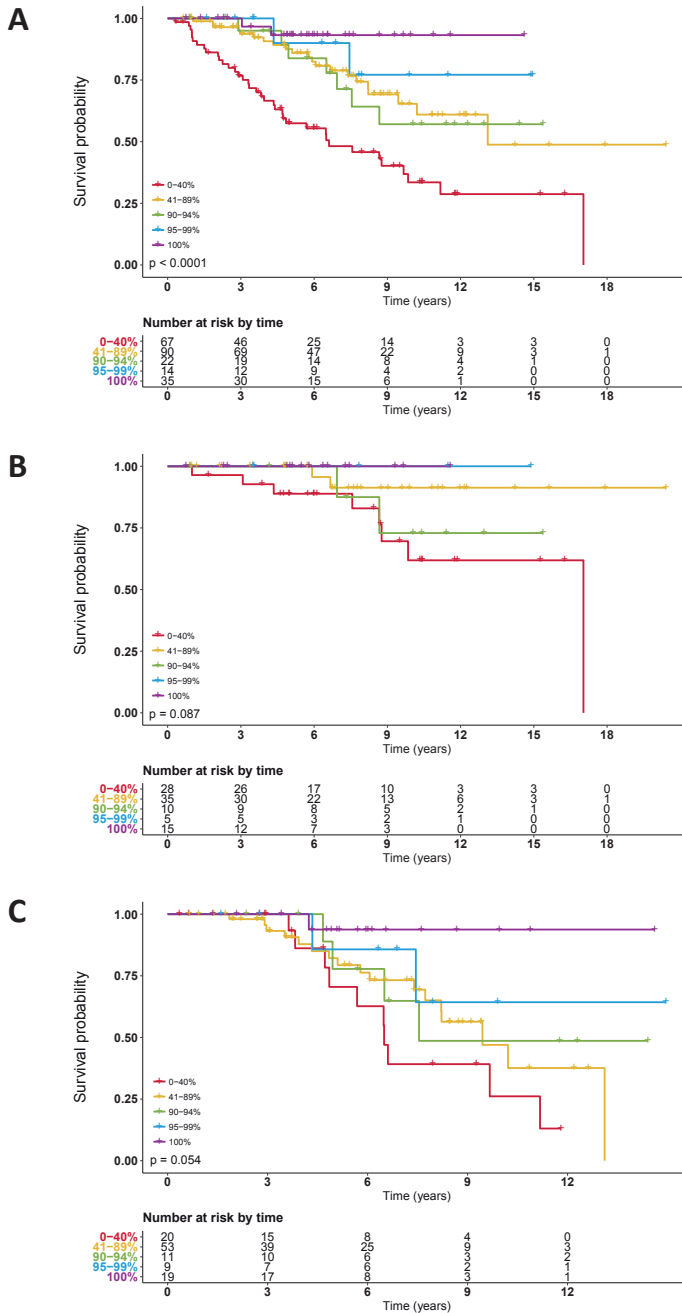 A
1.00
0.75
0.50
0.25
0.00
Survival probability
0−40%
41−89%
90−94%
95−99%
100%
p < 0.0001
0 3 6 9 12 15 18
Time (years)
Number at risk by time
0−40% 67 46 25 14 3 3 0
41−89% 90 69 47 22 9 3 1
90−94% 22 19 14 8 4 1 0
95−99% 14 12 9 4 2 0 0
100% 35 30 15 6 1 0 0
0 3 6 9 12 15 18
Time (years)
B
1.00
0.75
0.50
0.25
0.00
Survival probability
0−40%
41−89%
90−94%
95−99%
100%
p = 0.087
0 3 6 9 12 15 18
Time (years)
Number at risk by time
0−40% 28 26 17 10 3 3 0
41−89% 35 30 22 13 6 3 1
90−94% 10 9 8 5 2 1 0
95−99% 5 5 3 2 1 0 0
100% 15 12 7 3 0 0 0
0 3 6 9 12 15 18
Time (years)
C
1.00
0.75
0.50
0.25
0.00
Survival probability
0−40%
41−89%
90−94%
95−99%
100%
p = 0.054
0 3 6 9 12
Time (years)
Number at risk by time
0−40% 20 15 8 4 0
41−89% 53 39 25 9 3
90−94% 11 10 6 3 2
95−99% 9 7 6 2 1
100% 19 17 8 3 1
0 3 6 9 12
Time (years)